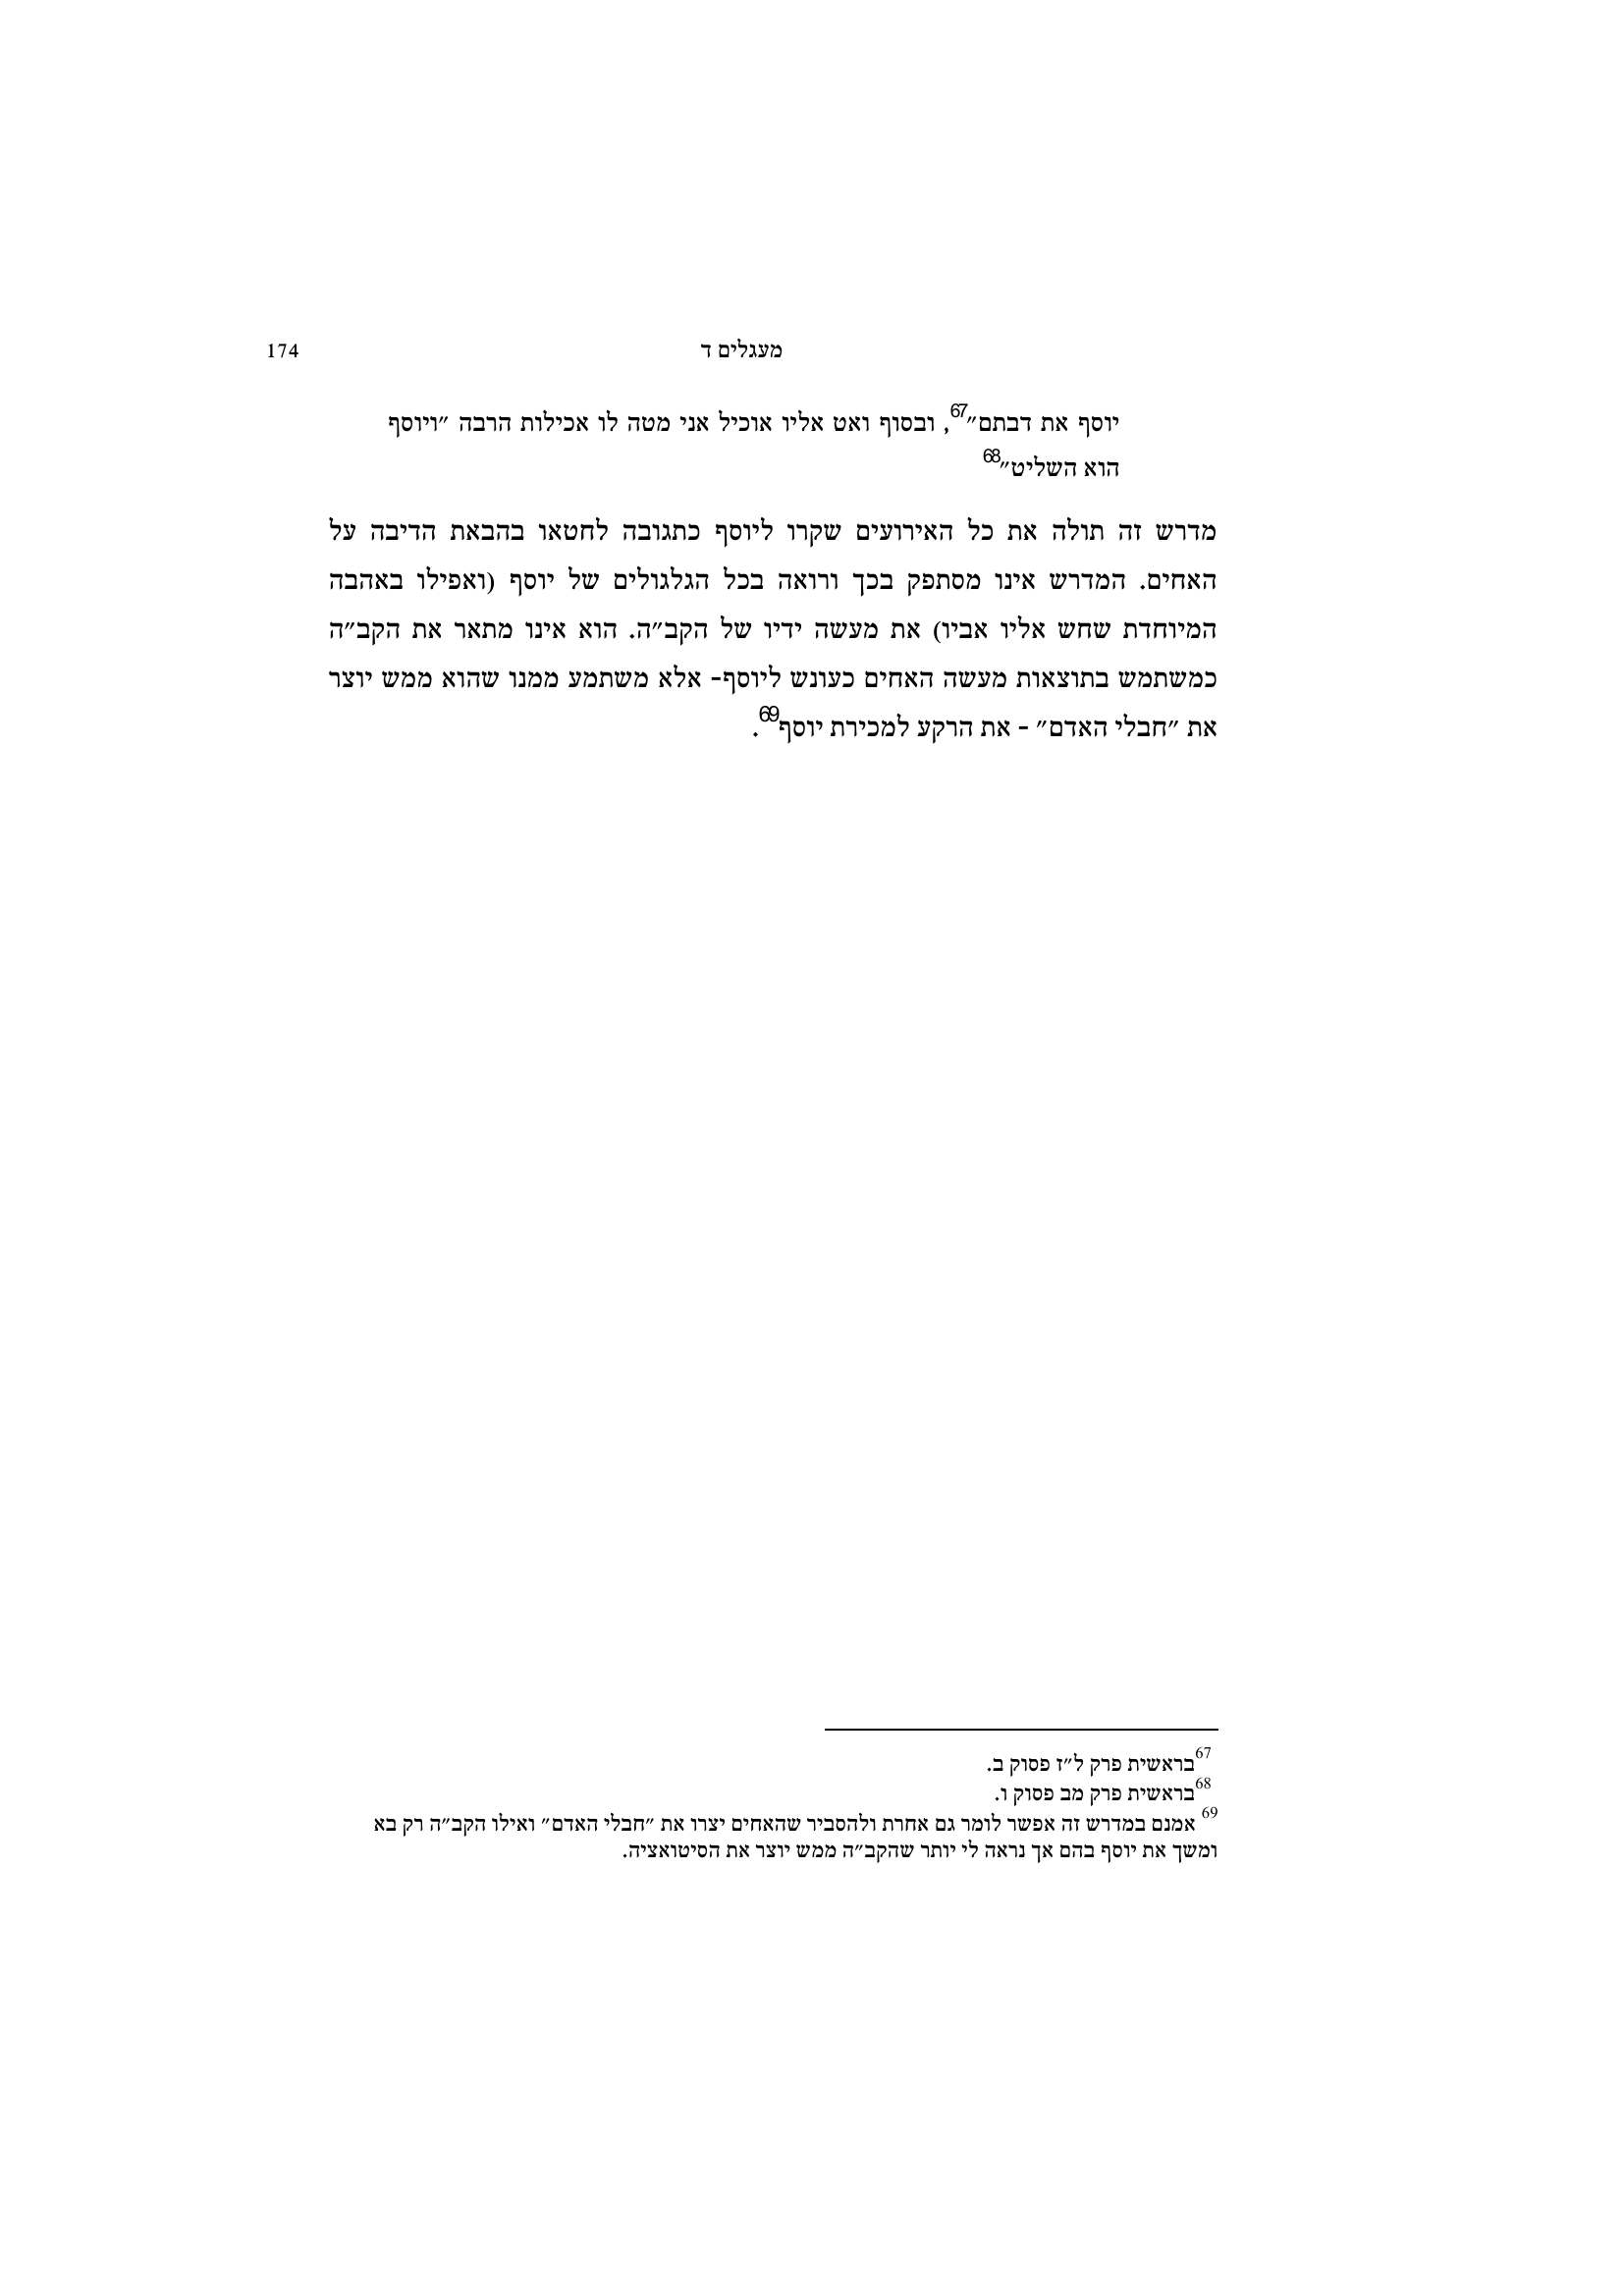 מעגלים ד 174
יוסף את דבתם״67, ובסוף ואט אליו אוכיל אני מטה לו אכילות הרבה ״ויוסף
הוא השליט״68
מדרש זה תולה את כל האירועים שקרו ליוסף כתגובה לחטאו בהבאת הדיבה על
האחים. המדרש אינו מסתפק בכך ורואה בכל הגלגולים של יוסף (ואפילו באהבה
המיוחדת שחש אליו אביו) את מעשה ידיו של הקב״ה. הוא אינו מתאר את הקב״ה
כמשתמש בתוצאות מעשה האחים כעונש ליוסף- אלא משתמע ממנו שהוא ממש יוצר
את ״חבלי האדם״ - את הרקע למכירת יוסף69.
67בראשית פרק ל״ז פסוק ב.
68בראשית פרק מב פסוק ו.
69 אמנם במדרש זה אפשר לומר גם אחרת ולהסביר שהאחים יצרו את ״חבלי האדם״ ואילו הקב״ה רק בא
ומשך את יוסף בהם אך נראה לי יותר שהקב״ה ממש יוצר את הסיטואציה.